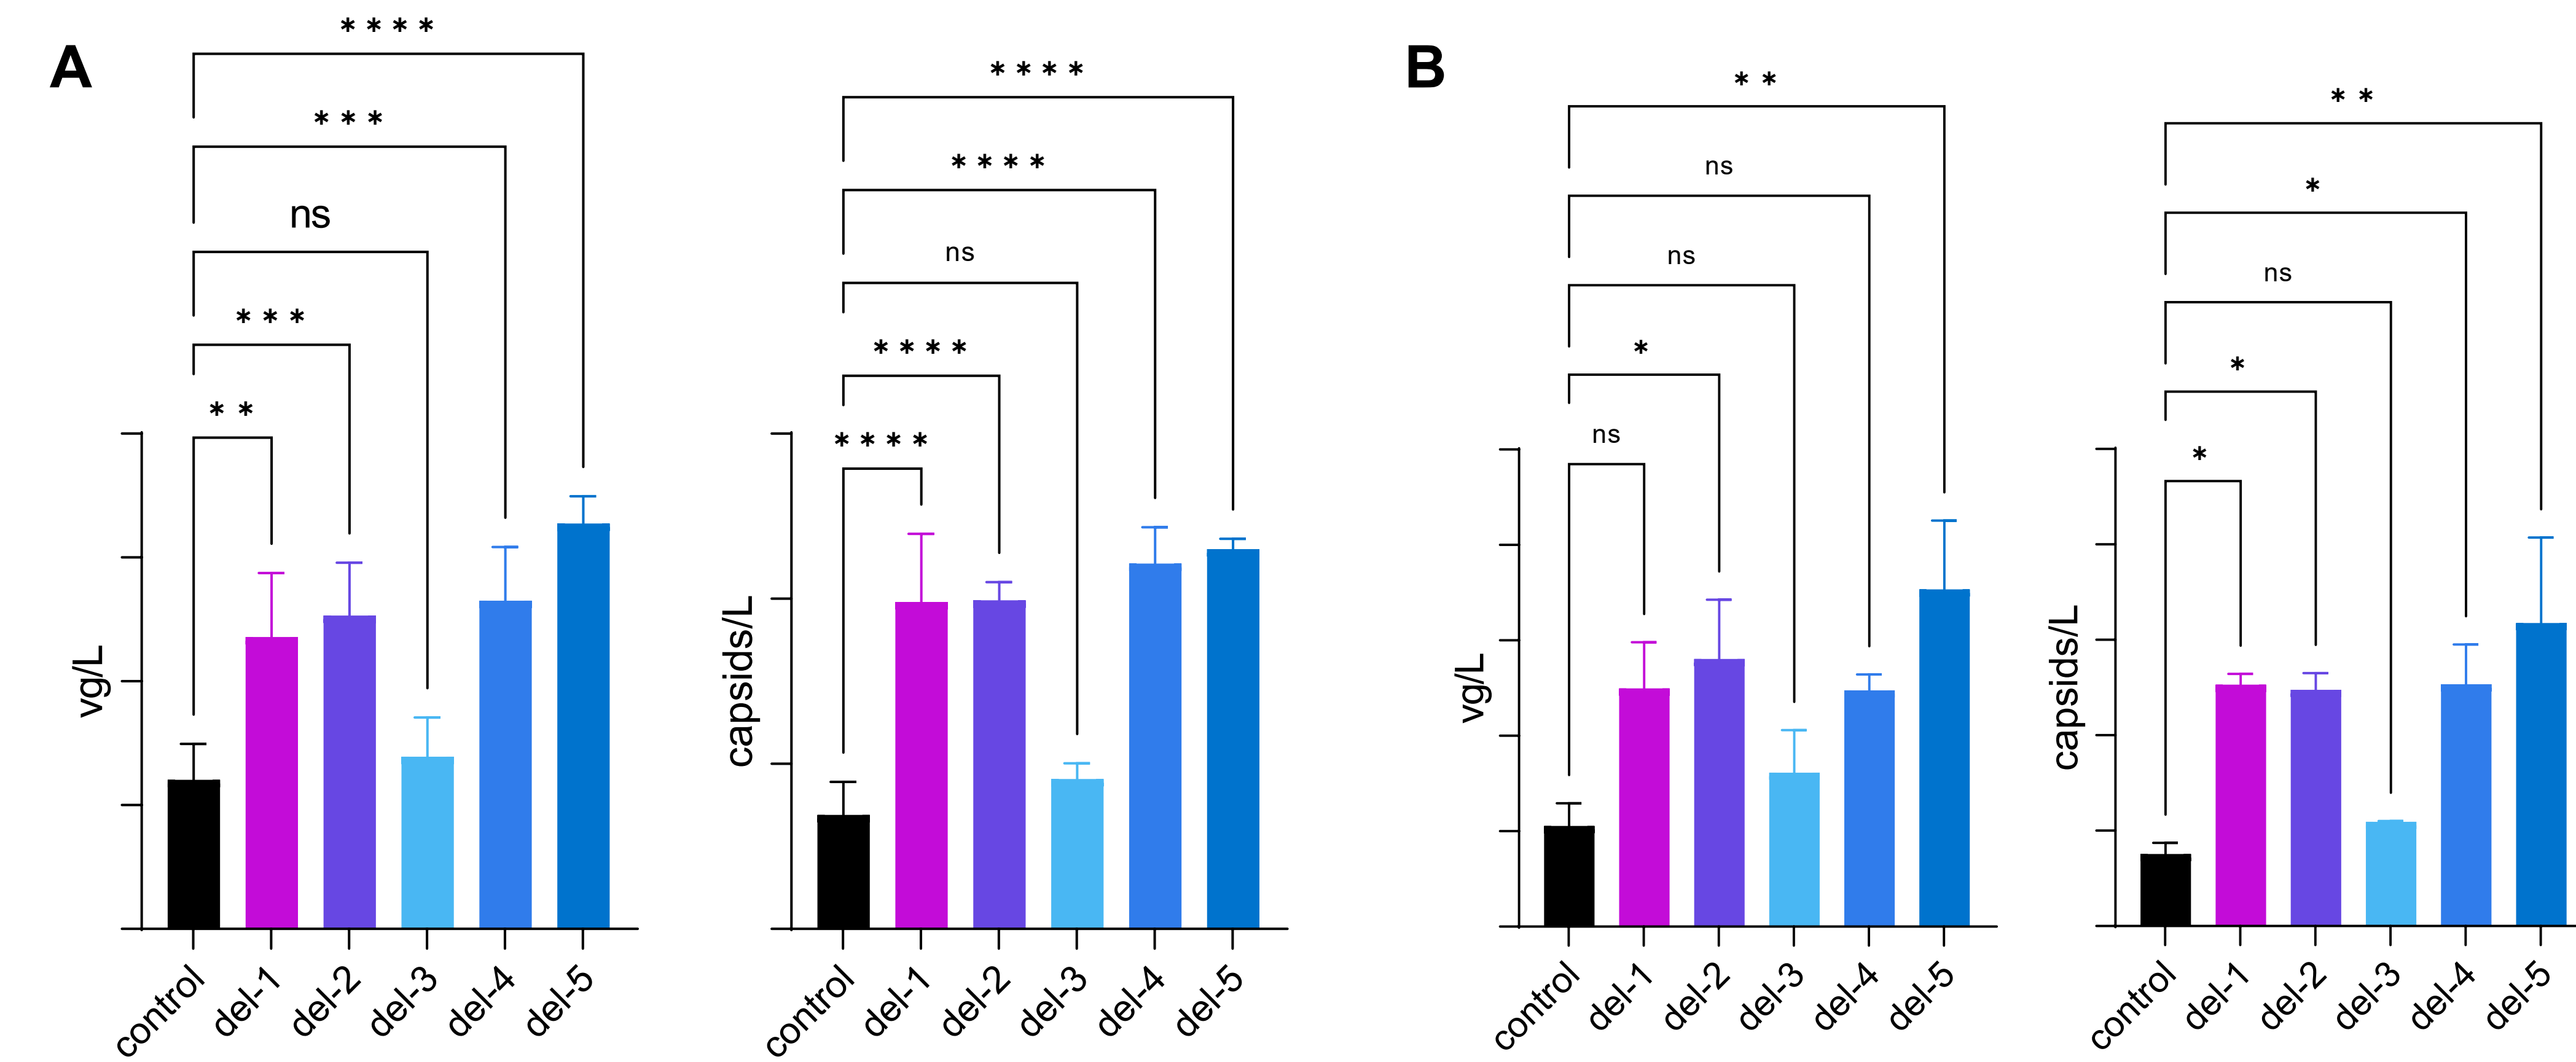 A
****
***
ns
***
**
vg/L
control
del-1
del-2
del-3
del-4
del-5
****
****
ns
****
****
capsids/L
control
del-1
del-2
del-3
del-4
del-5
B
**
ns
ns
*
ns
vg/L
control
del-1
del-2
del-3
del-4
del-5
**
*
ns
*
*
capsids/L
control
del-1
del-2
del-3
del-4
del-5